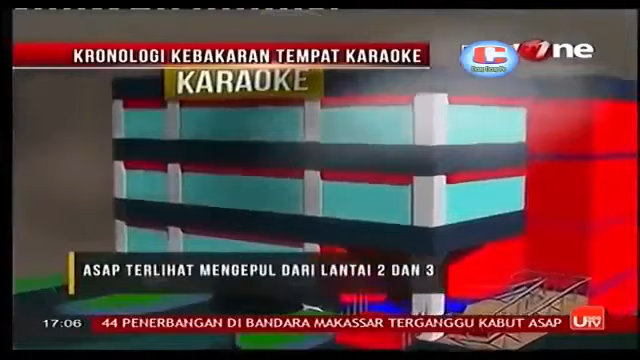 KRONOLOGI KEBAKARAN TEMPAT KARAOKE
one
KARAOKE
ASAP TERLIHAT MENGEPUL DARI LANTAI 2 DAN 3
17:06 44 PENERBANGAN DI BANDARA MAKASSAR TERGANGGU KABUT ASAP